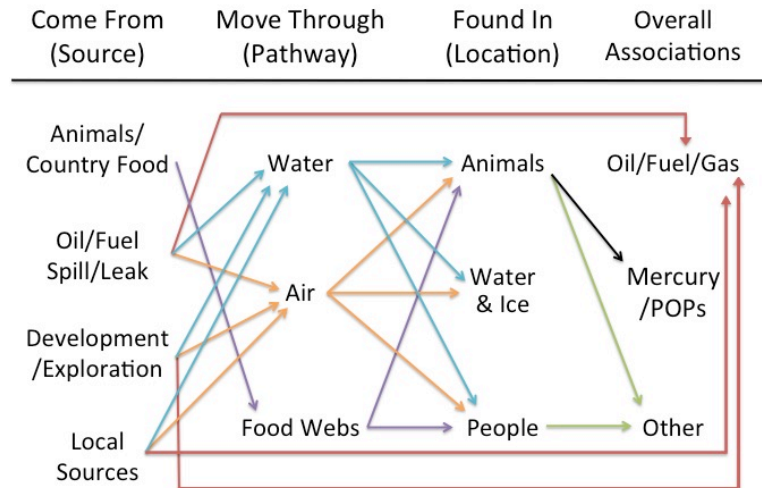 Come From Move Through Found In Overall
(Source) (Pathway) (Location) Associations
Animals/
Country Food Water Animals Oil/Fuel/Gas
Oil/Fuel
Spill/Leak
Air
Water
& Ice
Mercury
/POPs
Development
/Exploration
Food Webs People Other
Local
Sources